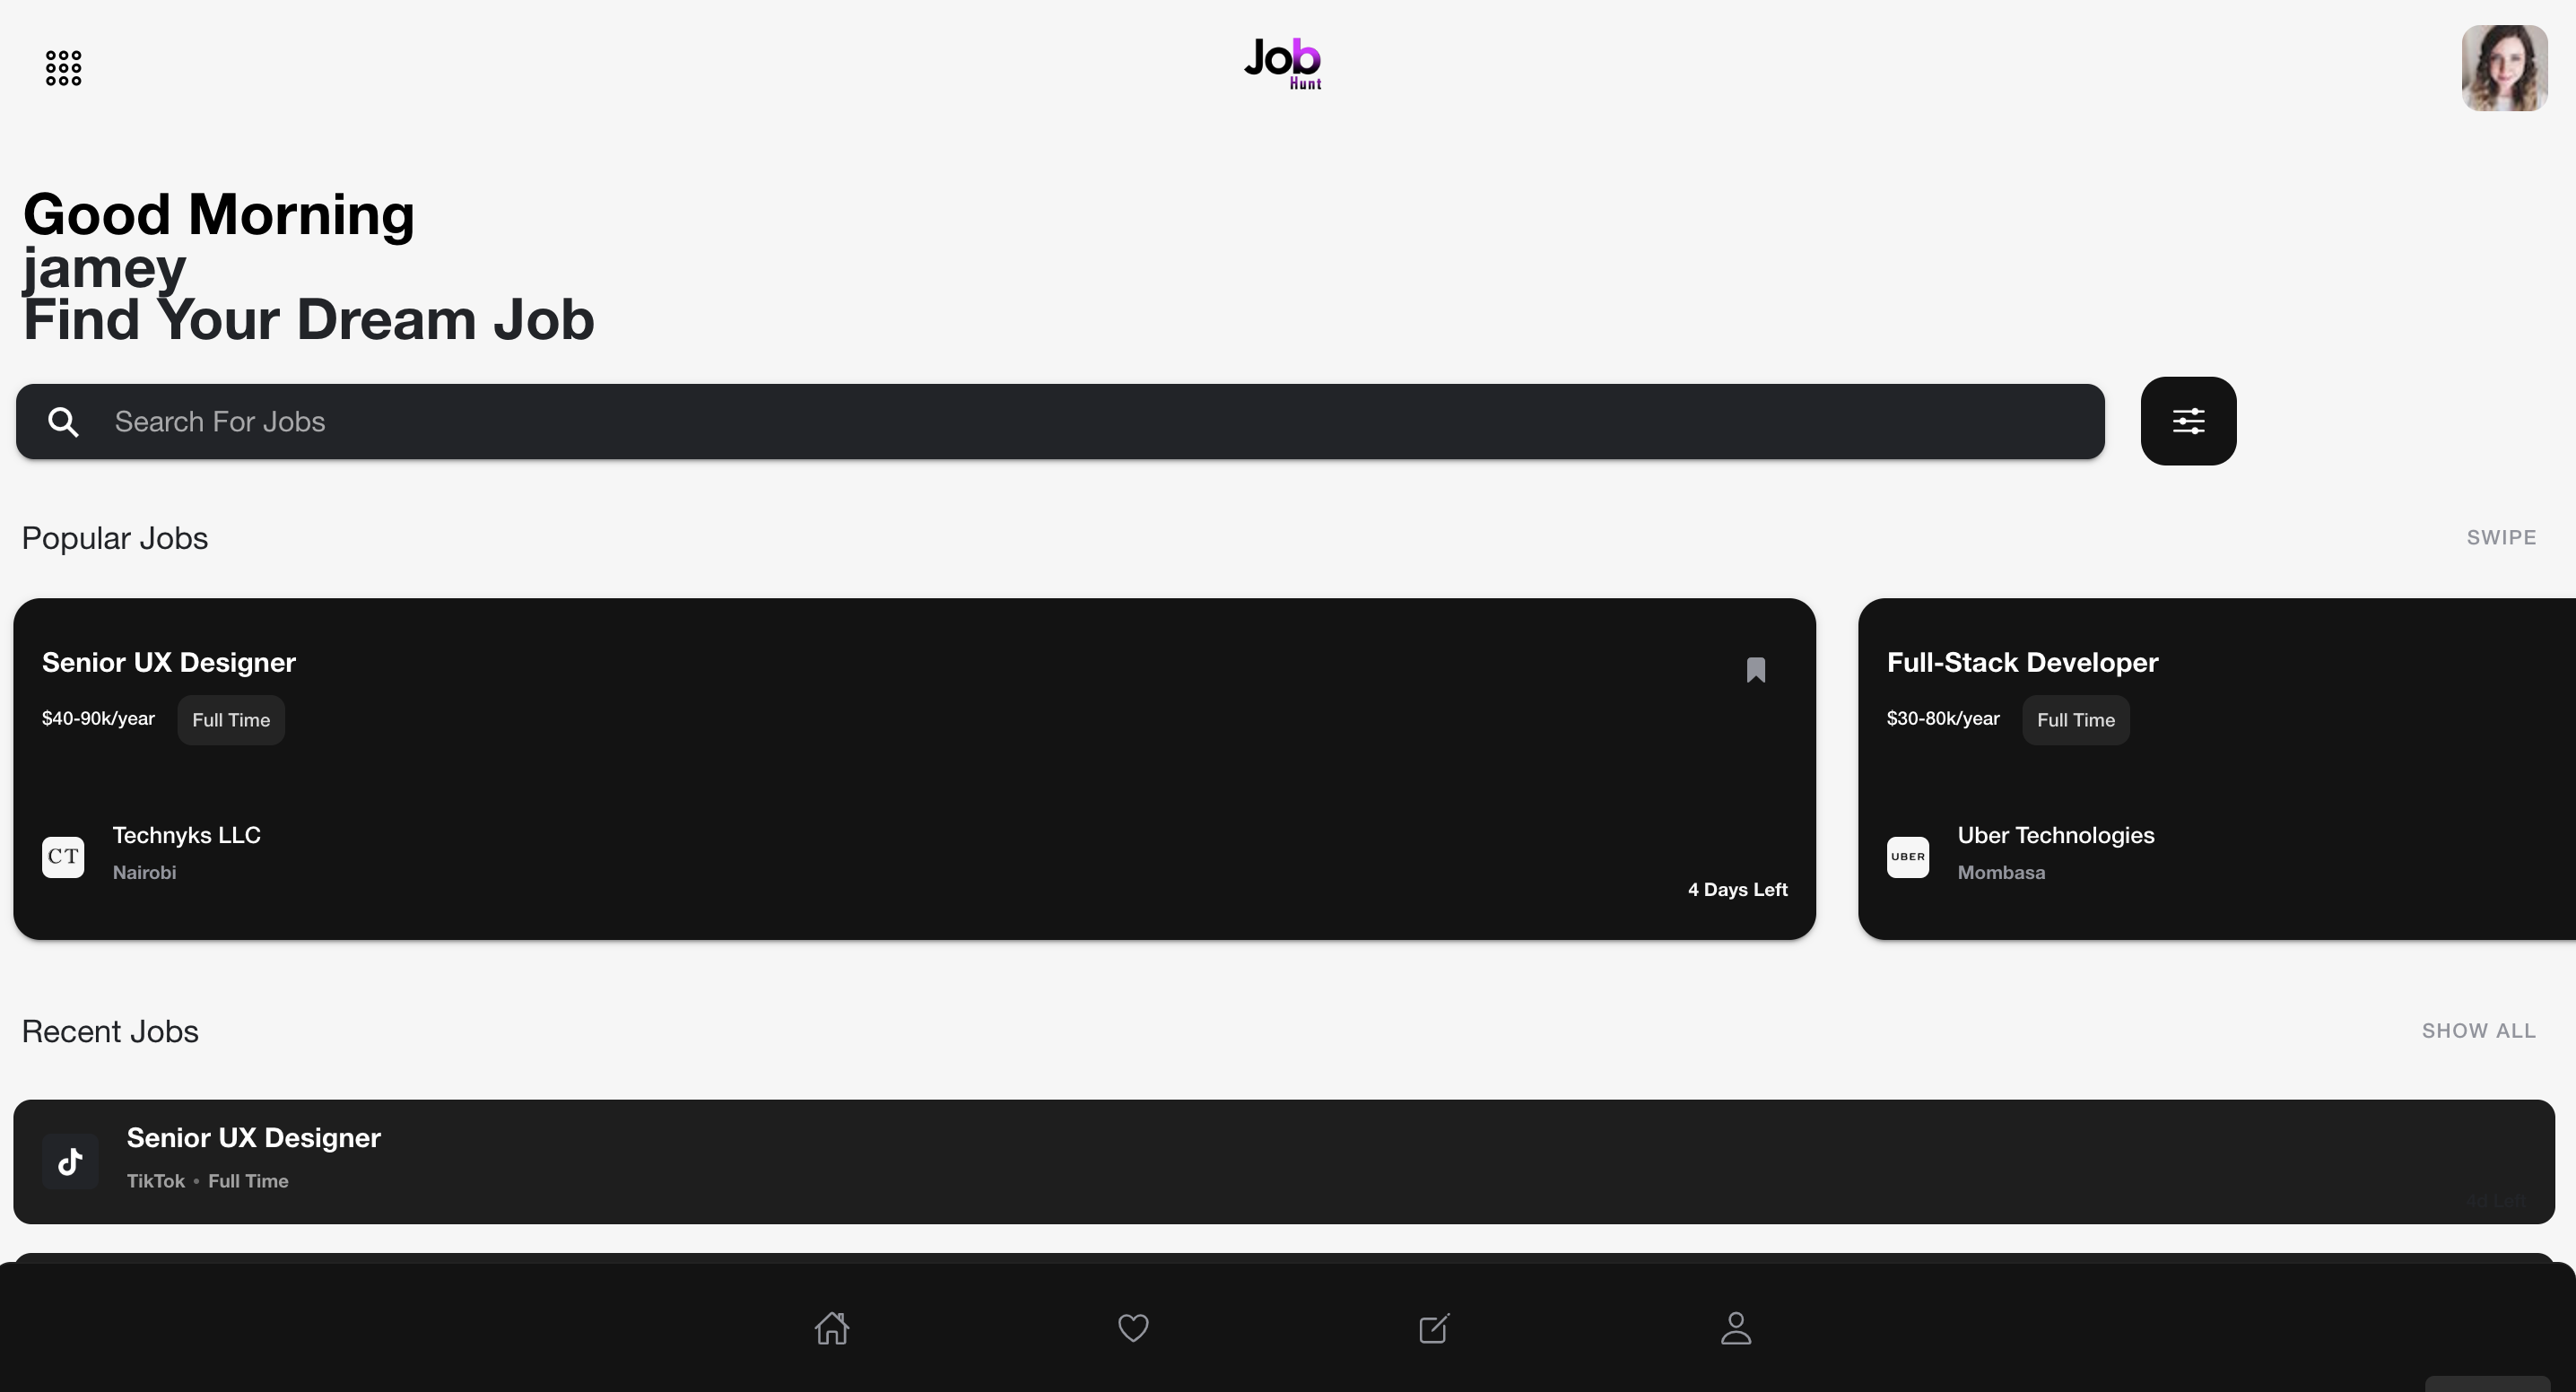 Job
Hunt
Good Morning
jamey
Find Your Dream Job
Search For Jobs
Popular Jobs
SWIPE
Senior UX Designer
$40-90k/year
Full Time
CT
Technyks LLC
Nairobi
4 Days Left
Full-Stack Developer
$30-80k/year
Full Time
UBER
Uber Technologies
Mombasa
Recent Jobs
SHOW ALL
Senior UX Designer
TikTok • Full Time
4d Left